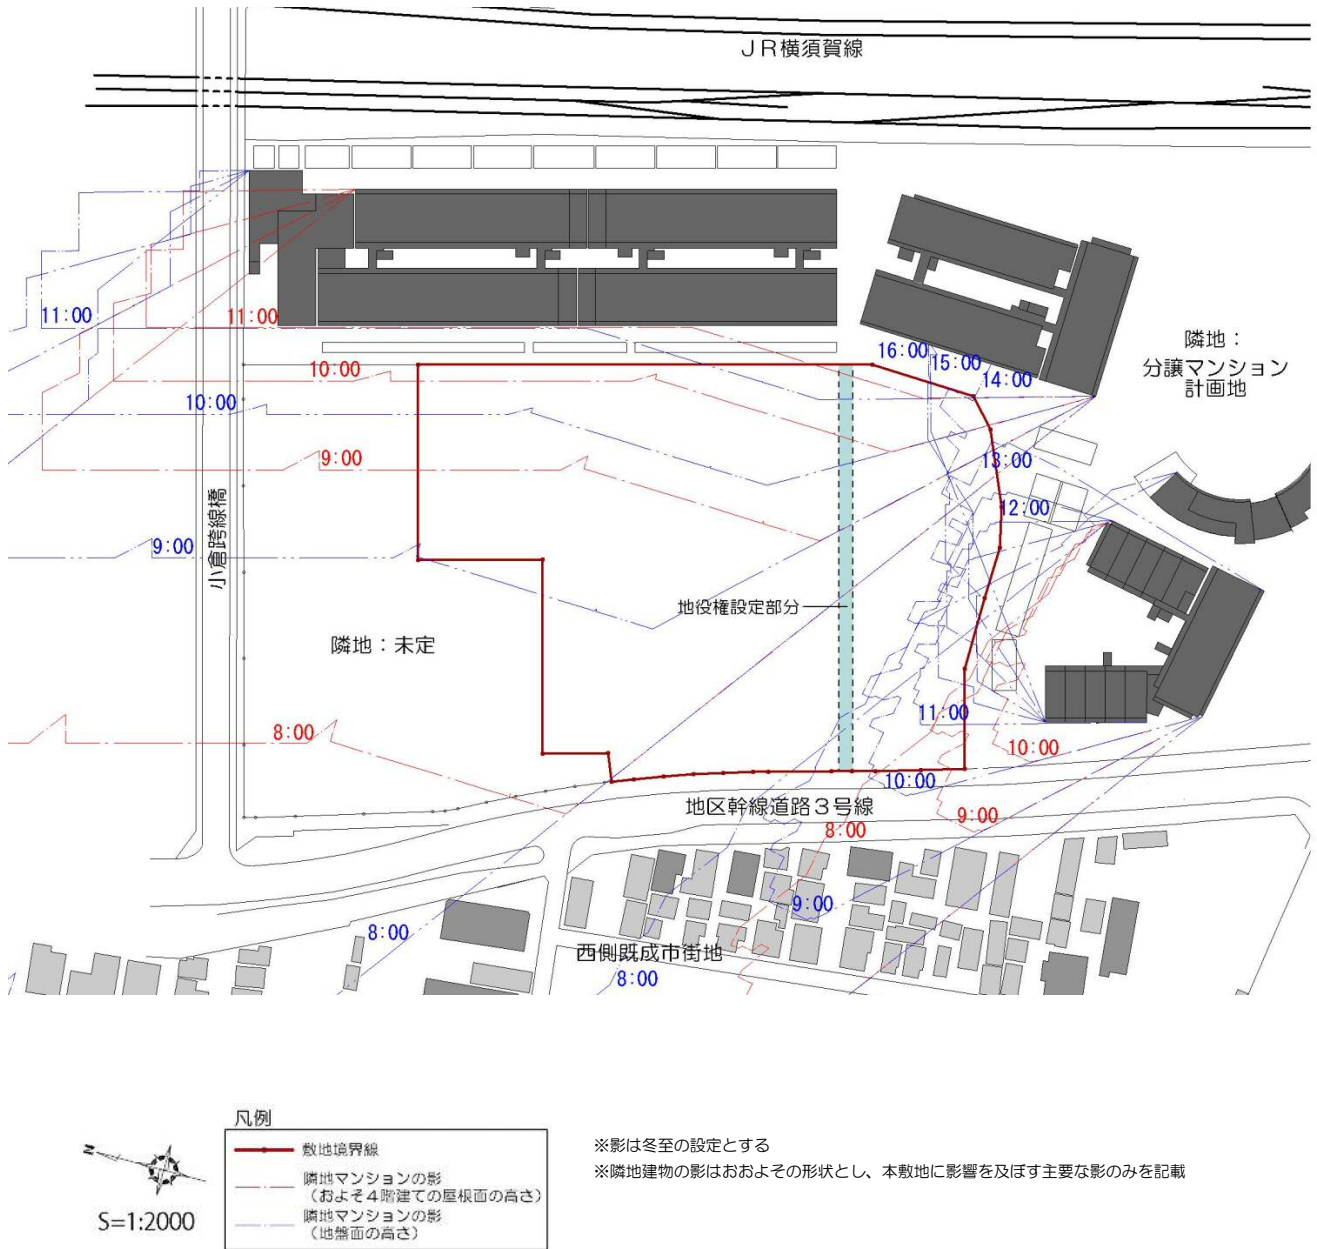 JR横須賀線
11:00
11:00
10:00
10:00
9:00
9:00
小倉跨線橋
16:00
15:00
14:00
13:00
12:00
隣地：
分譲マンション
計画地
地役権設定部分
隣地：未定
8:00
11:00
10:00
10:00
9:00
8:00
地区幹線道路3号線
9:00
8:00
西側既成市街地
8:00
N
S=1:2000
凡例
敷地境界線
隣地マンションの影
（およそ4階建ての屋根面の高さ）
隣地マンションの影
（地盤面の高さ）
※影は冬至の設定とする
※隣地建物の影はおおよその形状とし、本敷地に影響を及ぼす主要な影のみを記載